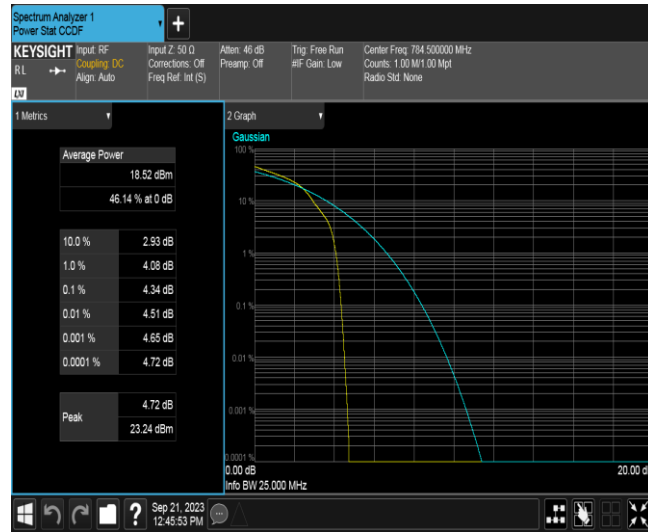 Spectrum Analyzer 1
Power Stat CCDF
KEYSIGHT
RL
LXI
Input: RF
Coupling: DC
Align: Auto
Input Z: 50 Ω
Corrections: Off
Freq Ref: Int (S)
Atten: 46 dB
Preamp: Off
Trig: Free Run
#IF Gain: Low
Center Freq: 784.500000 MHz
Counts: 1.00 M/1.00 Mpt
Radio Std: None
1 Metrics
Average Power
18.52 dBm
46.14 % at 0 dB
10.0 % 2.93 dB
1.0 % 4.08 dB
0.1 % 4.34 dB
0.01 % 4.51 dB
0.001 % 4.65 dB
0.0001 % 4.72 dB
Peak
4.72 dB
23.24 dBm
2 Graph
Gaussian
100 %
10 %
1 %
0.1 %
0.01 %
0.001 %
0.0001 %
0.00 dB
20.00 d
Info BW 25.000 MHz
?
Sep 21, 2023
12:45:53 PM